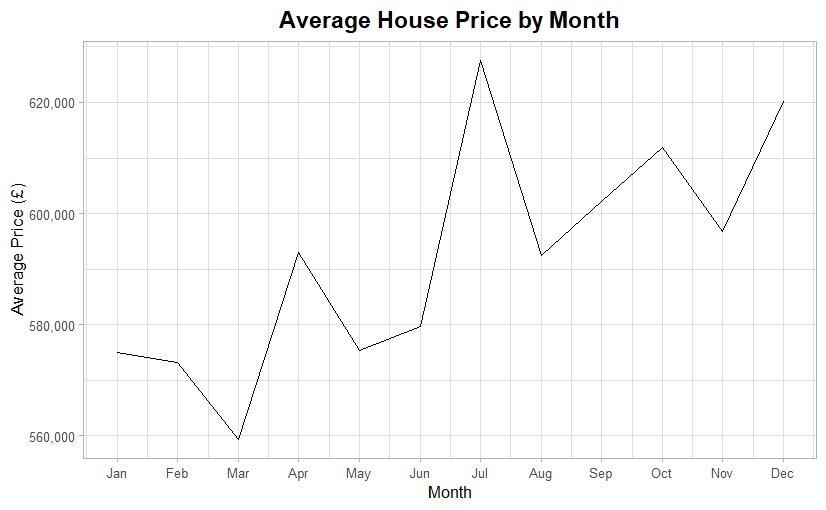 Average House Price by Month
Average Price (£)
620,000
600,000
580,000
560,000
Jan Feb Mar Apr May Jun Jul Aug Sep Oct Nov Dec
Month